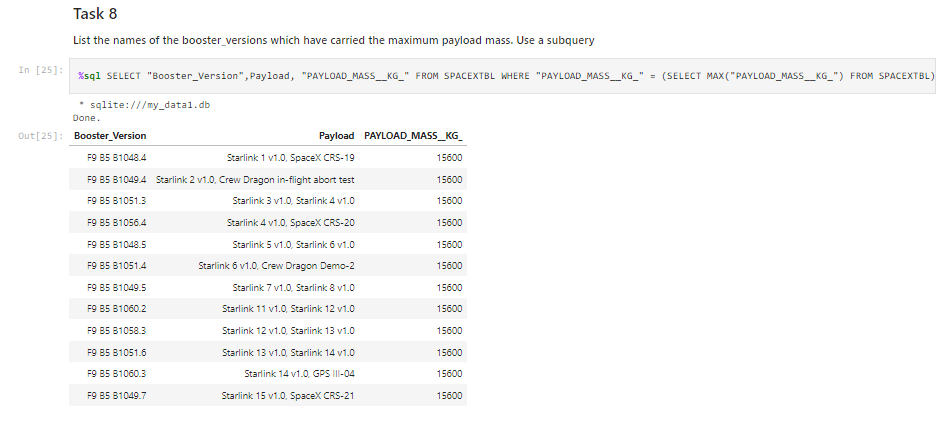 Task 8
List the names of the booster_versions which have carried the maximum payload mass. Use a subquery
In [25]: %sql SELECT "Booster_Version",Payload, "PAYLOAD_MASS__KG_" FROM SPACEXTBL WHERE "PAYLOAD_MASS__KG_" = (SELECT MAX("PAYLOAD_MASS__KG_") FROM SPACEXTBL)
* sqlite:///my_data1.db
Done.
Out[25]: Booster_Version Payload PAYLOAD_MASS__KG_
F9 B5 B1048.4 Starlink 1 v1.0, SpaceX CRS-19 15600
F9 B5 B1049.4 Starlink 2 v1.0, Crew Dragon in-flight abort test 15600
F9 B5 B1051.3 Starlink 3 v1.0, Starlink 4 v1.0 15600
F9 B5 B1056.4 Starlink 4 v1.0, SpaceX CRS-20 15600
F9 B5 B1048.5 Starlink 5 v1.0, Starlink 6 v1.0 15600
F9 B5 B1051.4 Starlink 6 v1.0, Crew Dragon Demo-2 15600
F9 B5 B1049.5 Starlink 7 v1.0, Starlink 8 v1.0 15600
F9 B5 B1060.2 Starlink 11 v1.0, Starlink 12 v1.0 15600
F9 B5 B1058.3 Starlink 12 v1.0, Starlink 13 v1.0 15600
F9 B5 B1051.6 Starlink 13 v1.0, Starlink 14 v1.0 15600
F9 B5 B1060.3 Starlink 14 v1.0, GPS III-04 15600
F9 B5 B1049.7 Starlink 15 v1.0, SpaceX CRS-21 15600